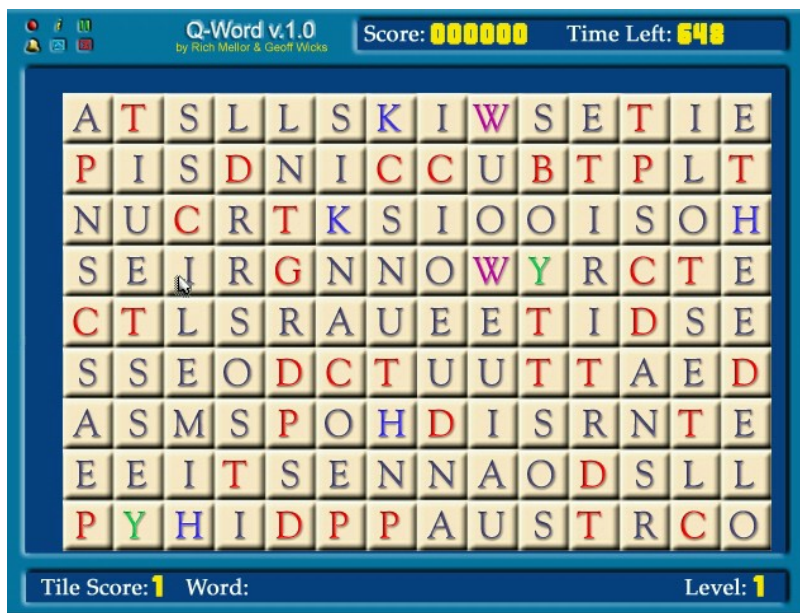 Q-Word v.1.0
by Rich Mellor & Geoff Wicks
Score: 000000 Time Left: 648
A T S L L S K I W S E T I E
P I S D N I C C U B T P L T
N U C R T K S I O O I S O H
S E I R G N N O W Y R C T E
C T L S R A U E E T I D S E
S S E O D C T U U T T A E D
A S M S P O H D I S R N T E
E E I T S E N N A O D S L L
P Y H I D P P A U S T R C O
Tile Score: 1 Word: Level: 1